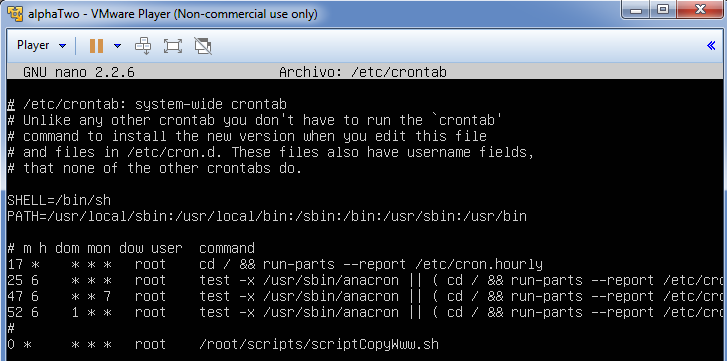 alphaTwo - VMware Player (Non-commercial use only)
Player
GNU nano 2.2.6 Archivo: /etc/crontab
# /etc/crontab: system-wide crontab
# Unlike any other crontab you don't have to run the `crontab'
# command to install the new version when you edit this file
# and files in /etc/cron.d. These files also have username fields,
# that none of the other crontabs do.
SHELL=/bin/sh
PATH=/usr/local/sbin:/usr/local/bin:/sbin:/bin:/usr/sbin:/usr/bin
# m h dom mon dow user  command
17 *    * * *   root    cd / && run-parts --report /etc/cron.hourly
25 6    * * *   root    test -x /usr/sbin/anacron || ( cd / && run-parts --report /etc/cro
47 6    * * 7   root    test -x /usr/sbin/anacron || ( cd / && run-parts --report /etc/cro
52 6    1 * *   root    test -x /usr/sbin/anacron || ( cd / && run-parts --report /etc/cro
#
0 *     * * *   root    /root/scripts/scriptCopyWww.sh